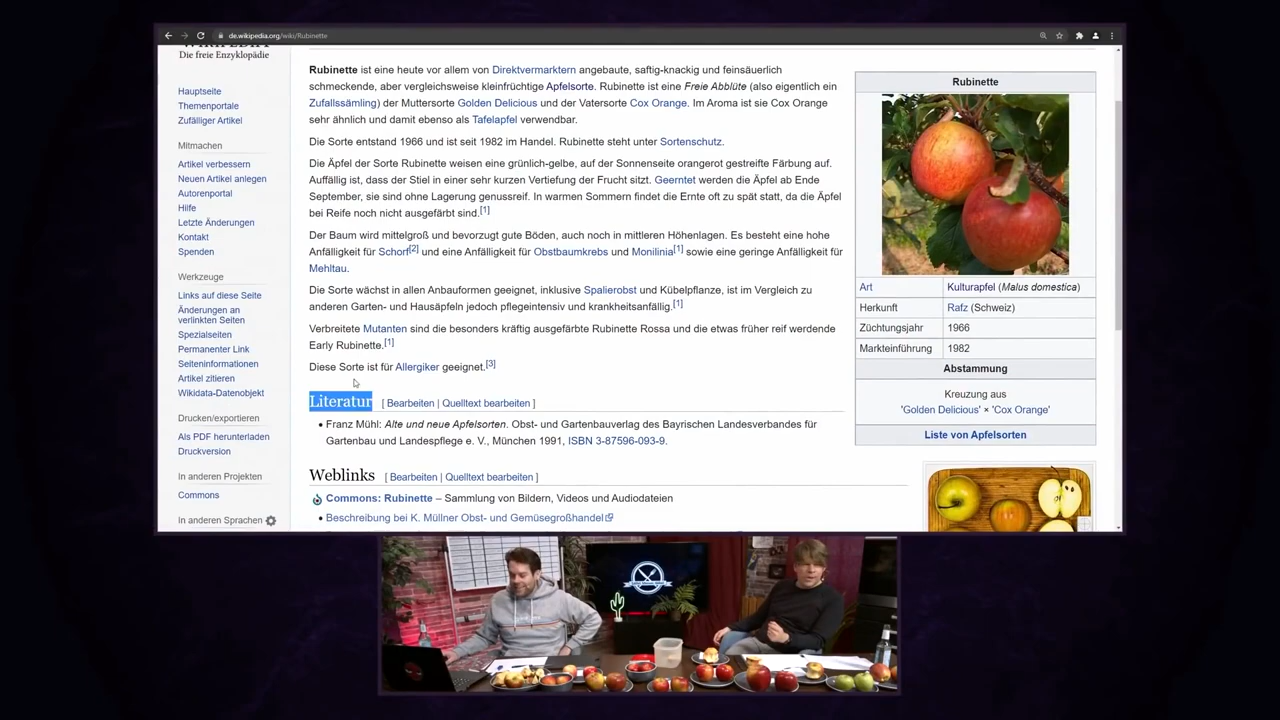 de.wikipedia.org/wiki/Rubinette
Die freie Enzyklopädie
Hauptseite
Themenportale
Zufälliger Artikel
Mitmachen
Artikel verbessern
Neuen Artikel anlegen
Autorenportal
Hilfe
Letzte Änderungen
Kontakt
Spenden
Werkzeuge
Links auf diese Seite
Änderungen an
verlinkten Seiten
Spezialseiten
Permanenter Link
Seiteninformationen
Artikel zitieren
Wikidata-Datenobjekt
Drucken/exportieren
Als PDF herunterladen
Druckversion
In anderen Projekten
Commons
In anderen Sprachen
Rubinette ist eine heute vor allem von Direktvermarktern angebaute, saftig-knackig und feinsäuerlich
schmeckende, aber vergleichsweise kleinfrüchtige Apfelsorte. Rubinette ist eine Freie Abblüte (also eigentlich ein
Zufallssämling) der Muttersorte Golden Delicious und der Vatersorte Cox Orange. Im Aroma ist sie Cox Orange
sehr ähnlich und damit ebenso als Tafelapfel verwendbar.
Die Sorte entstand 1966 und ist seit 1982 im Handel. Rubinette steht unter Sortenschutz.
Die Äpfel der Sorte Rubinette weisen eine grünlich-gelbe, auf der Sonnenseite orangerot gestreifte Färbung auf.
Auffällig ist, dass der Stiel in einer sehr kurzen Vertiefung der Frucht sitzt. Geerntet werden die Äpfel ab Ende
September, sie sind ohne Lagerung genussreif. In warmen Sommern findet die Ernte oft zu spät statt, da die Äpfel
bei Reife noch nicht ausgefärbt sind.[1]
Der Baum wird mittelgroß und bevorzugt gute Böden, auch noch in mittleren Höhenlagen. Es besteht eine hohe
Anfälligkeit für Schorf[2] und eine Anfälligkeit für Obstbaumkrebs und Monilinia[1] sowie eine geringe Anfälligkeit für
Mehltau.
Die Sorte wächst in allen Anbauformen geeignet, inklusive Spalierobst und Kübelpflanze, ist im Vergleich zu
anderen Garten- und Hausäpfeln jedoch pflegeintensiv und krankheitsanfällig.[1]
Verbreitete Mutanten sind die besonders kräftig ausgefärbte Rubinette Rossa und die etwas früher reif werdende
Early Rubinette.[1]
Diese Sorte ist für Allergiker geeignet.[3]
Literatur [ Bearbeiten | Quelltext bearbeiten ]
• Franz Mühl: Alte und neue Apfelsorten. Obst- und Gartenbauverlag des Bayrischen Landesverbandes für
Gartenbau und Landespflege e. V., München 1991, ISBN 3-87596-093-9.
Weblinks [ Bearbeiten | Quelltext bearbeiten ]
Commons: Rubinette – Sammlung von Bildern, Videos und Audiodateien
• Beschreibung bei K. Müllner Obst- und Gemüsegroßhandel
Rubinette
Art Kulturapfel (Malus domestica)
Herkunft Rafz (Schweiz)
Züchtungsjahr 1966
Markteinführung 1982
Abstammung
Kreuzung aus
'Golden Delicious' × 'Cox Orange'
Liste von Apfelsorten